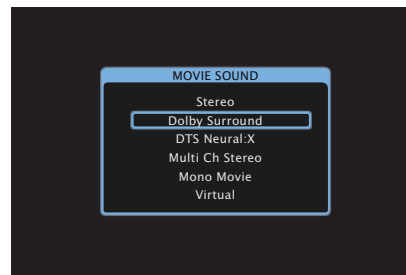 MOVIE SOUND
Stereo
Dolby Surround
DTS Neural:X
Multi Ch Stereo
Mono Movie
Virtual